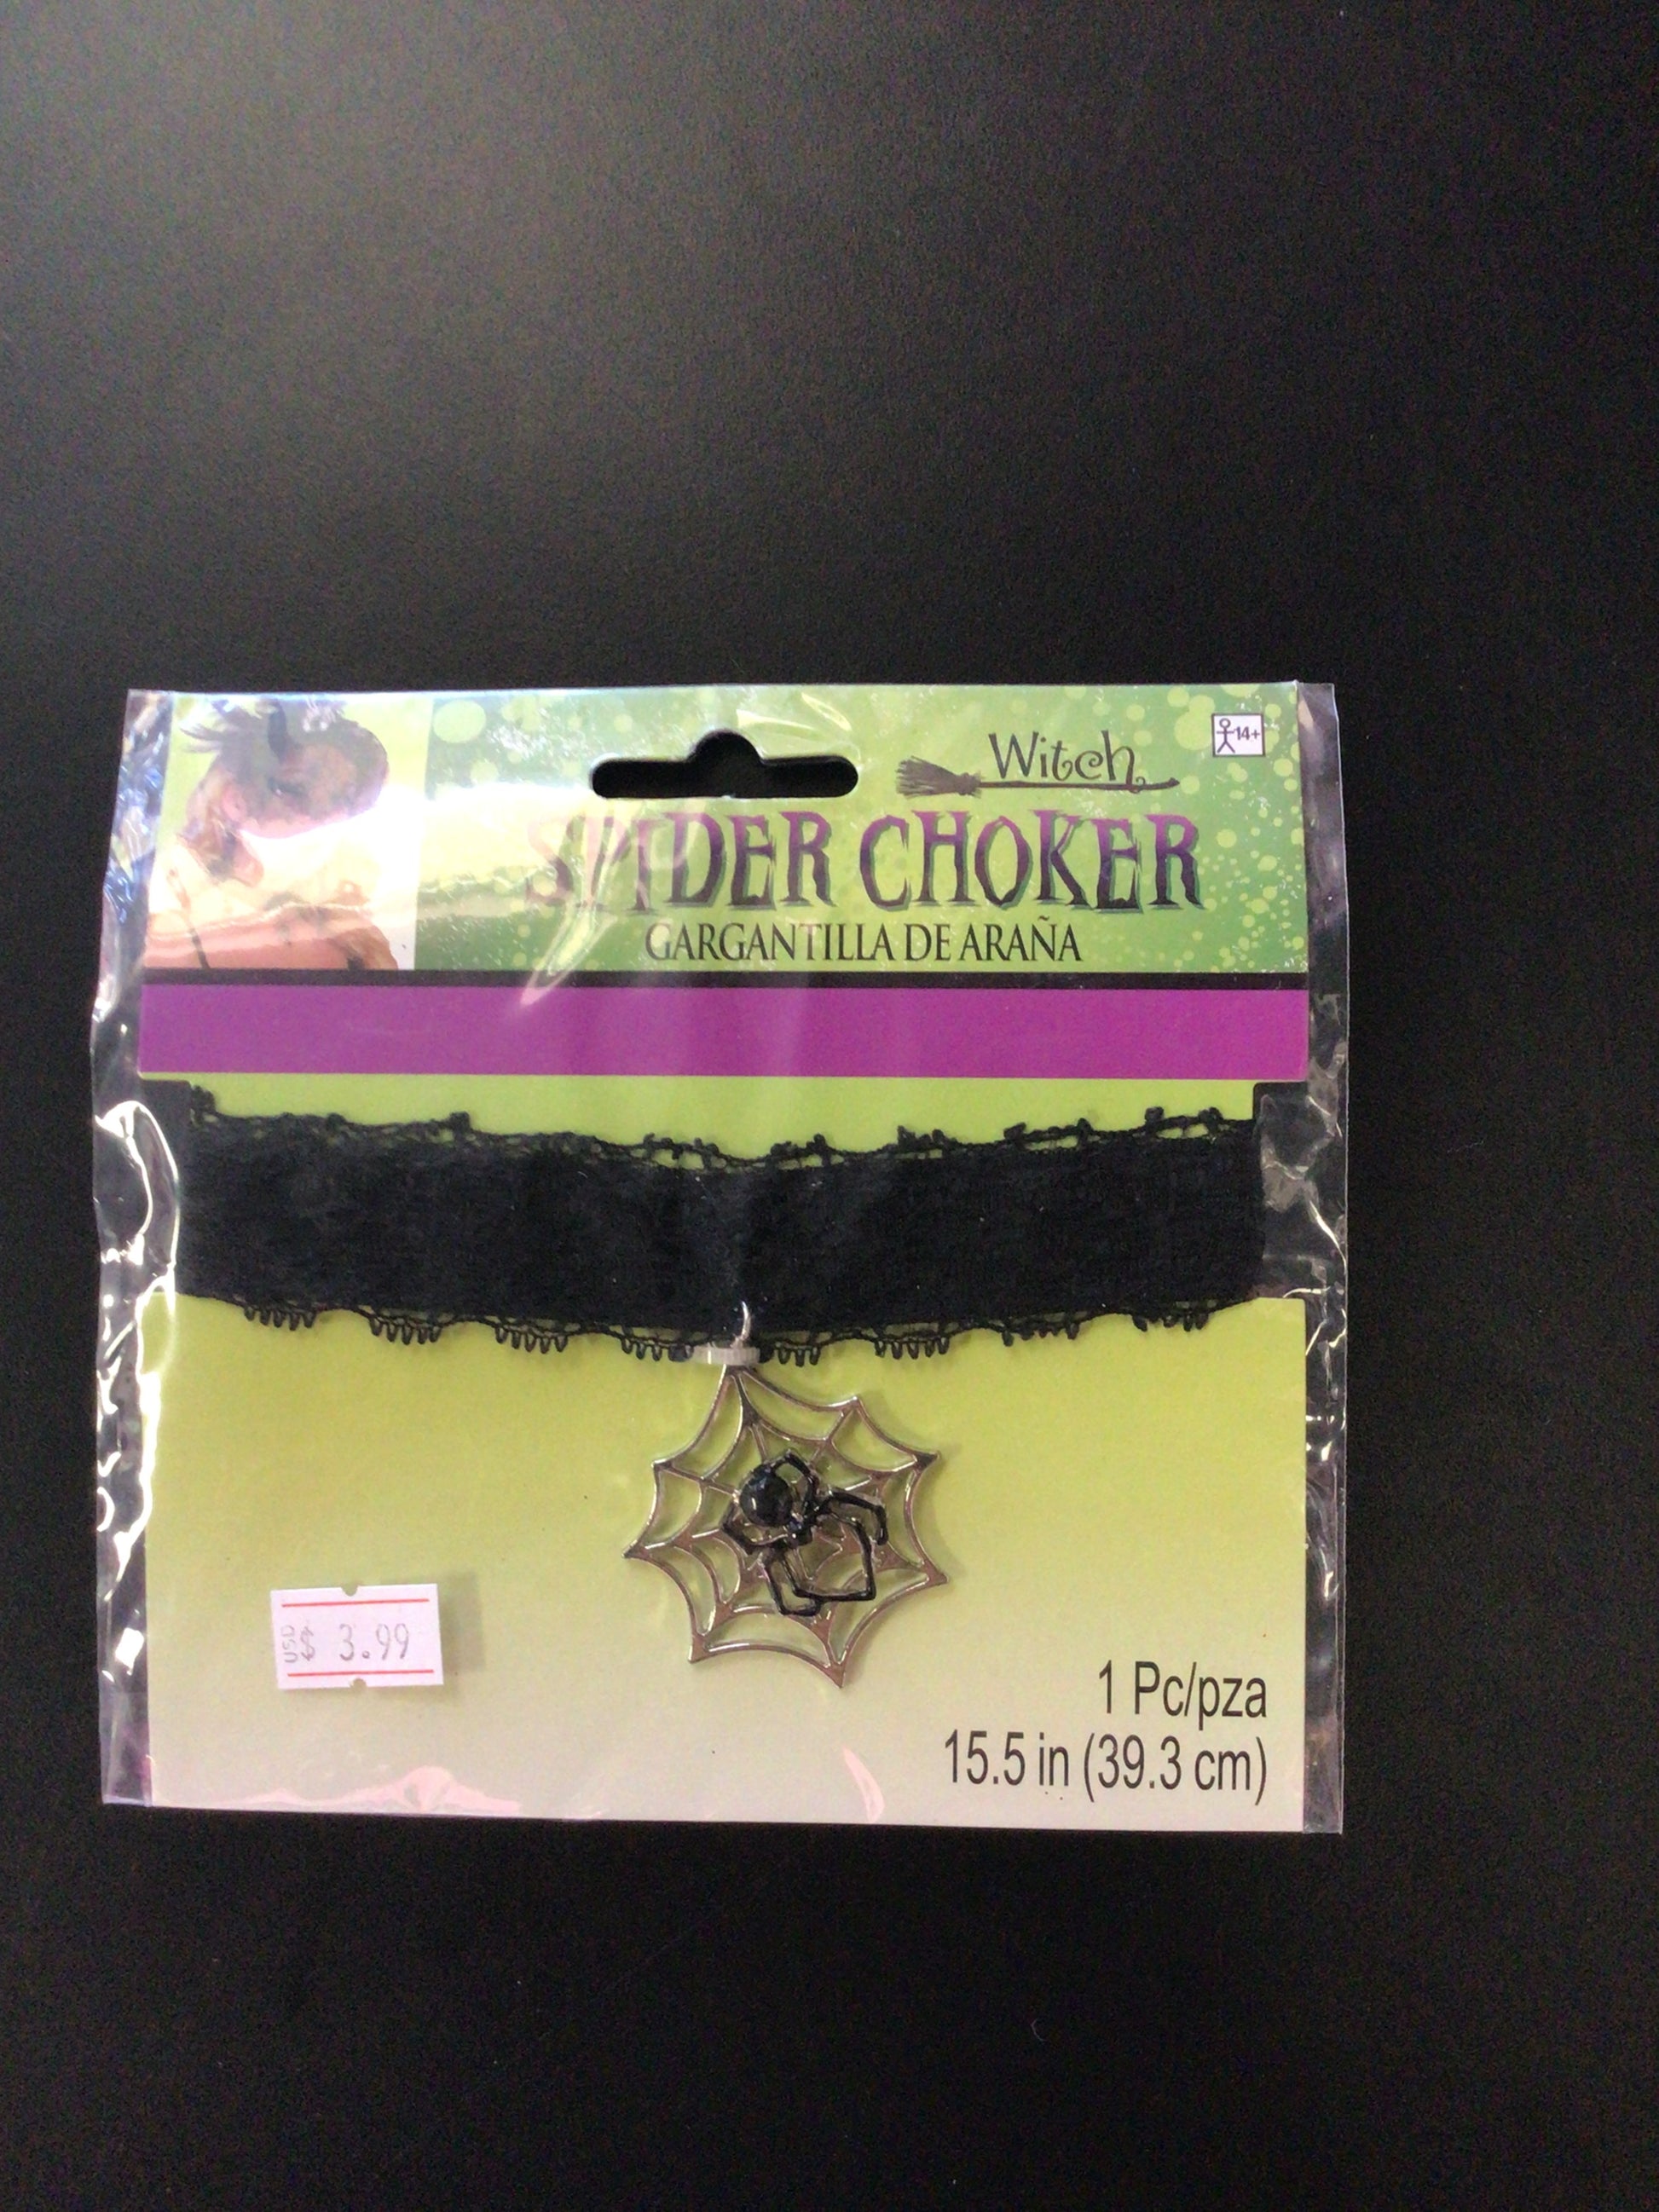 Witch
14+
SPIDER CHOKER
GARGANTILLA DE ARAÑA
USD $ 3.99
1 Pc/pza
15.5 in (39.3 cm)